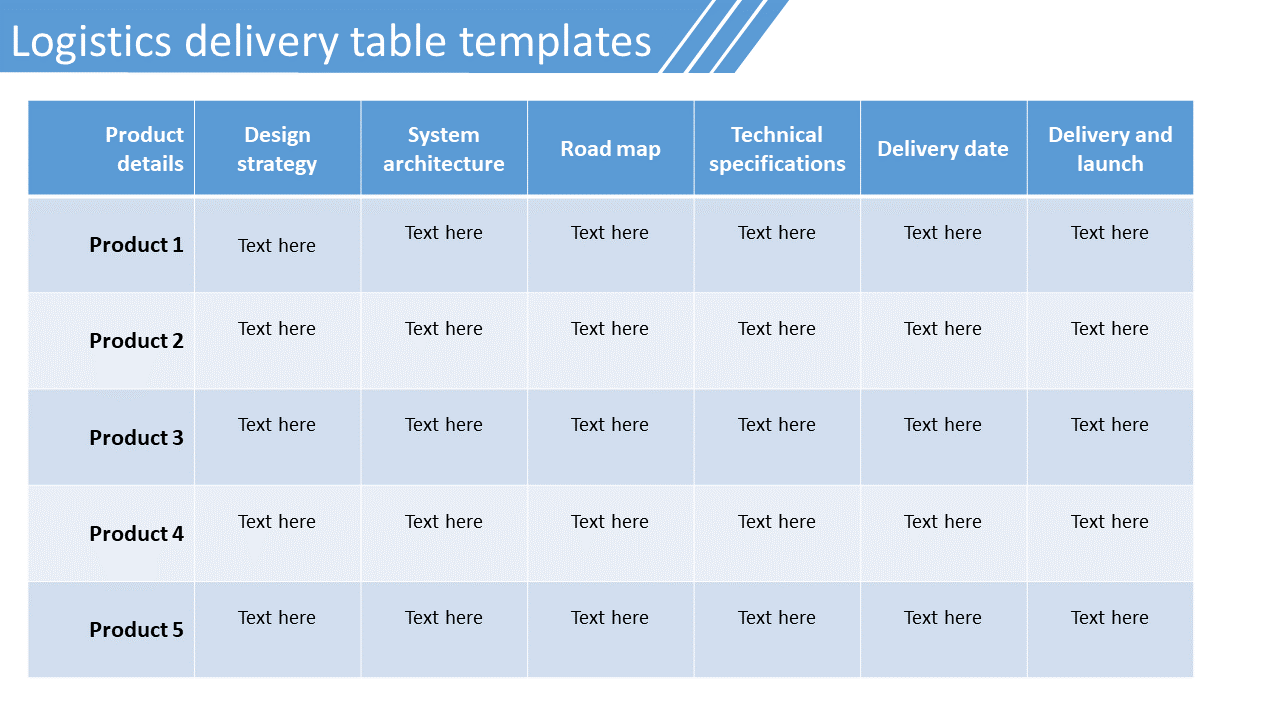 Logistics delivery table templates
Product details Design strategy System architecture Road map Technical specifications Delivery date Delivery and launch
Product 1 Text here Text here Text here Text here Text here Text here
Product 2 Text here Text here Text here Text here Text here Text here
Product 3 Text here Text here Text here Text here Text here Text here
Product 4 Text here Text here Text here Text here Text here Text here
Product 5 Text here Text here Text here Text here Text here Text here